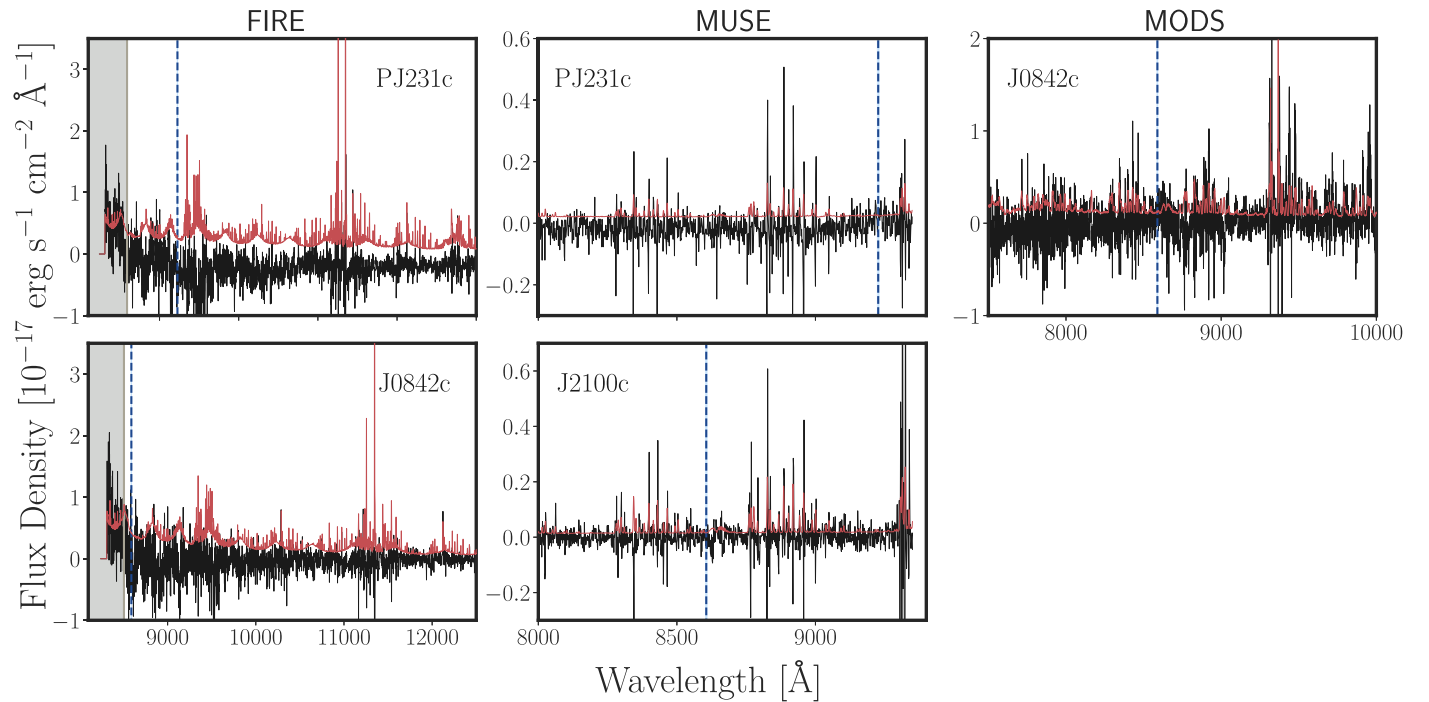 FIRE MUSE MODS
Flux Density [10⁻¹⁷ erg s⁻¹ cm⁻² Å⁻¹]
3
2
1
0
−1
PJ231c
0.6
0.4
0.2
0.0
−0.2
PJ231c
2
1
0
−1
J0842c
8000 9000 10000
3
2
1
0
−1
J0842c
9000 10000 11000 12000
0.6
0.4
0.2
0.0
−0.2
J2100c
8000 8500 9000
Wavelength [Å]